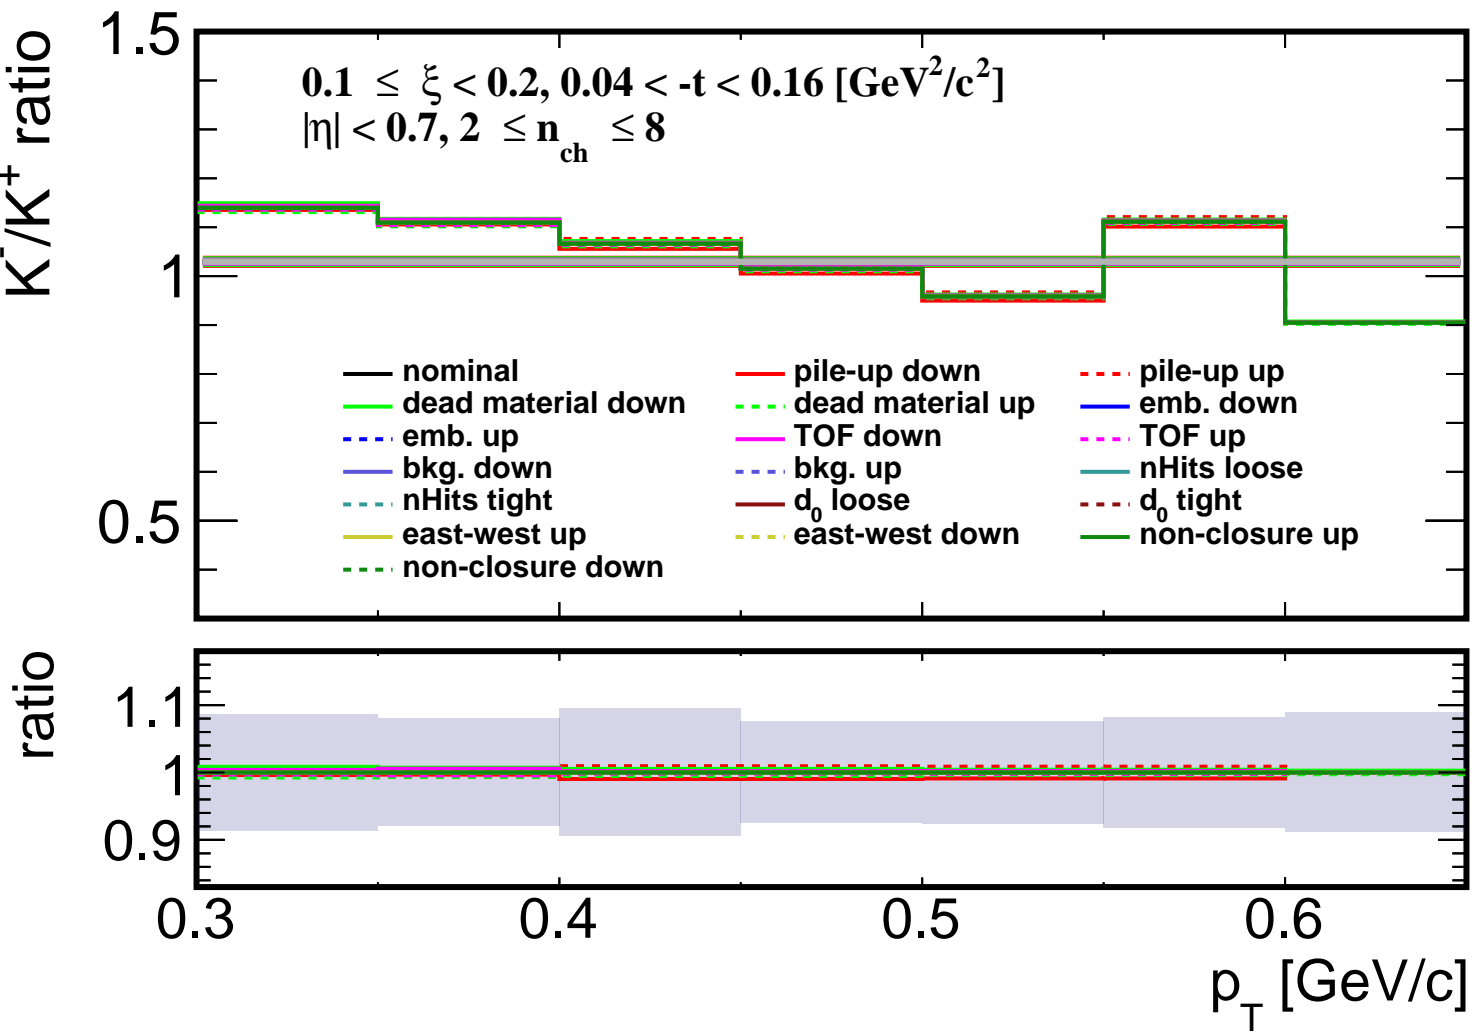 1.5
0.1 ≤ ξ < 0.2, 0.04 < -t < 0.16 [GeV²/c²]
|η| < 0.7, 2 ≤ n_ch ≤ 8
K⁻/K⁺ ratio
1
0.5
nominal pile-up down pile-up up
dead material down dead material up emb. down
emb. up TOF down TOF up
bkg. down bkg. up nHits loose
nHits tight d₀ loose d₀ tight
east-west up east-west down non-closure up
non-closure down
ratio
1.1
1
0.9
0.3 0.4 0.5 0.6
p_T [GeV/c]